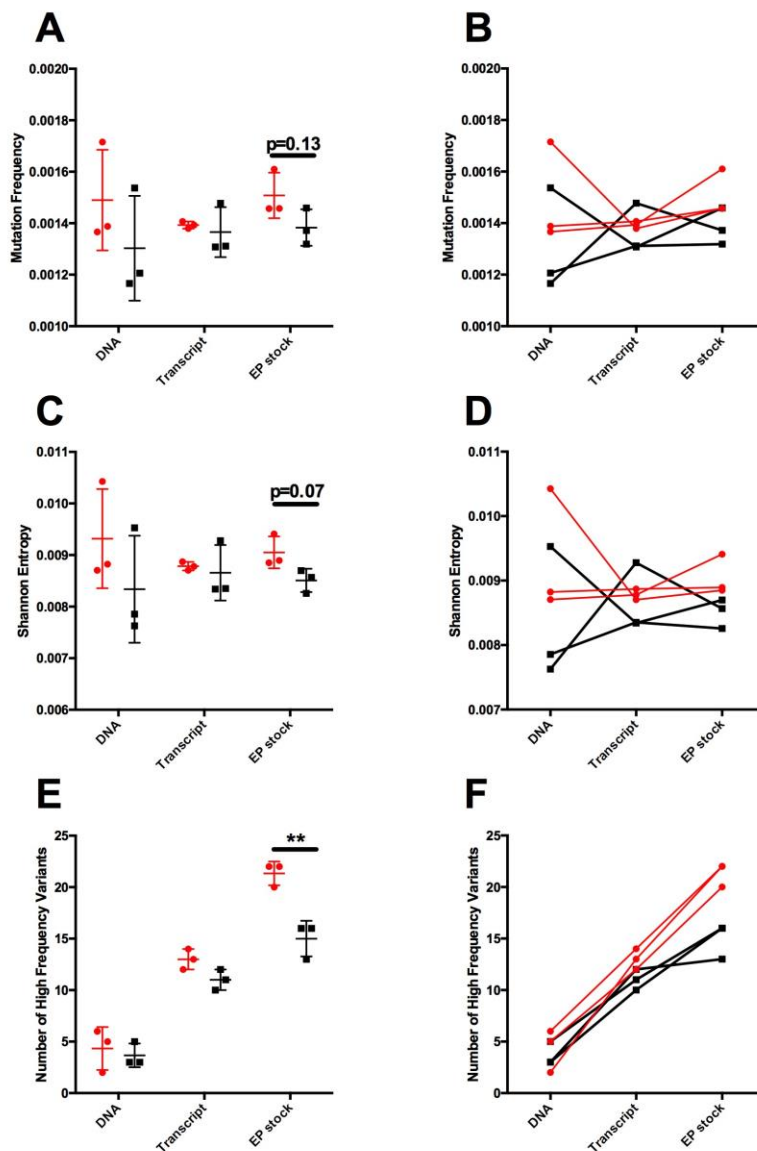 A
Mutation Frequency
0.0020
0.0018
0.0016
0.0014
0.0012
0.0010
p=0.13
DNA
Transcript
EP stock
B
Mutation Frequency
0.0020
0.0018
0.0016
0.0014
0.0012
0.0010
DNA
Transcript
EP stock
C
Shannon Entropy
0.011
0.010
0.009
0.008
0.007
0.006
p=0.07
DNA
Transcript
EP stock
D
Shannon Entropy
0.011
0.010
0.009
0.008
0.007
DNA
Transcript
EP stock
E
Number of High Frequency Variants
25
20
15
10
5
0
**
DNA
Transcript
EP stock
F
Number of High Frequency Variants
25
20
15
10
5
0
DNA
Transcript
EP stock